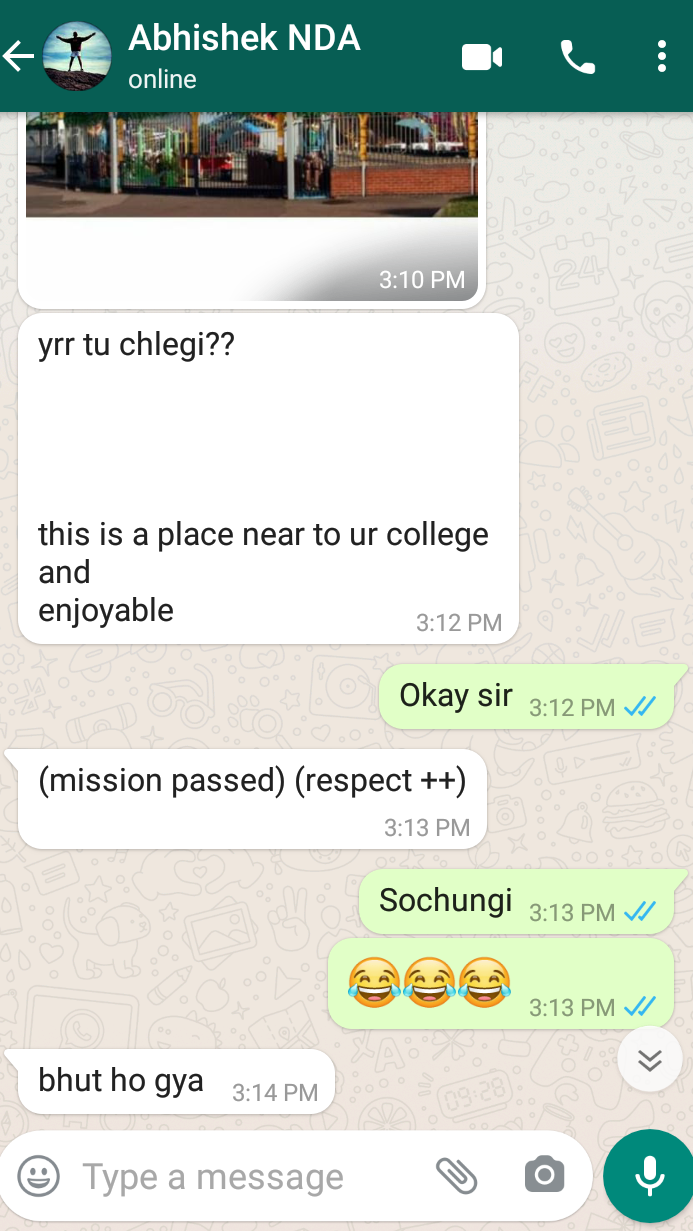 Abhishek NDA
online
3:10 PM
yrr tu chlegi??
this is a place near to ur college
and
enjoyable
3:12 PM
Okay sir 3:12 PM
(mission passed) (respect ++)
3:13 PM
Sochungi 3:13 PM
😂😂😂 3:13 PM
bhut ho gya 3:14 PM
Type a message